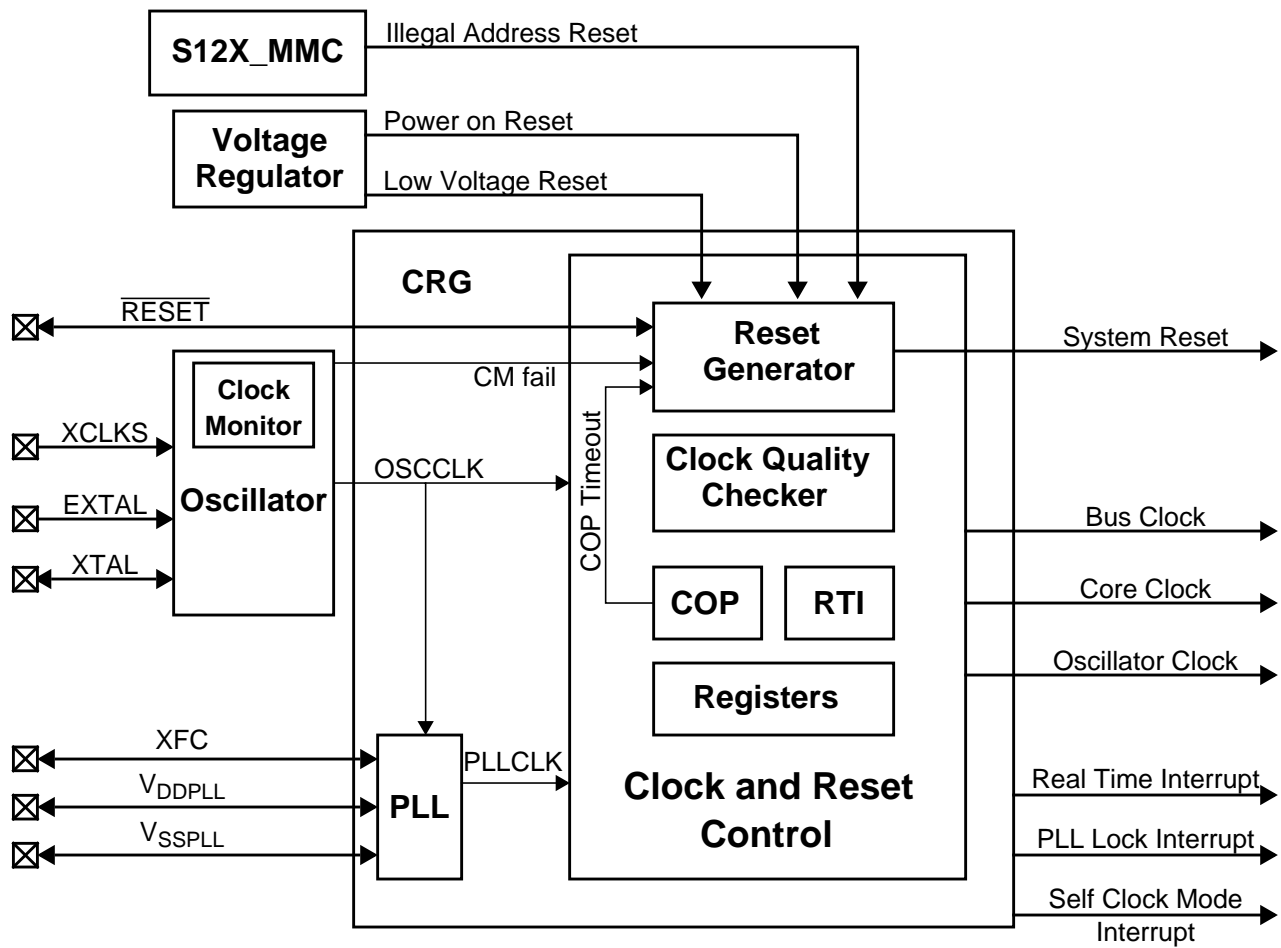 S12X_MMC
Illegal Address Reset
Voltage
Regulator
Power on Reset
Low Voltage Reset
CRG
RESET
Reset
Generator
System Reset
Clock
Monitor
CM fail
XCLKS
OSCCLK
COP Timeout
Clock Quality
Checker
EXTAL
Oscillator
Bus Clock
XTAL
COP
RTI
Core Clock
Registers
Oscillator Clock
XFC
VDDPLL
VSSPLL
PLL
PLLCLK
Clock and Reset
Control
Real Time Interrupt
PLL Lock Interrupt
Self Clock Mode
Interrupt